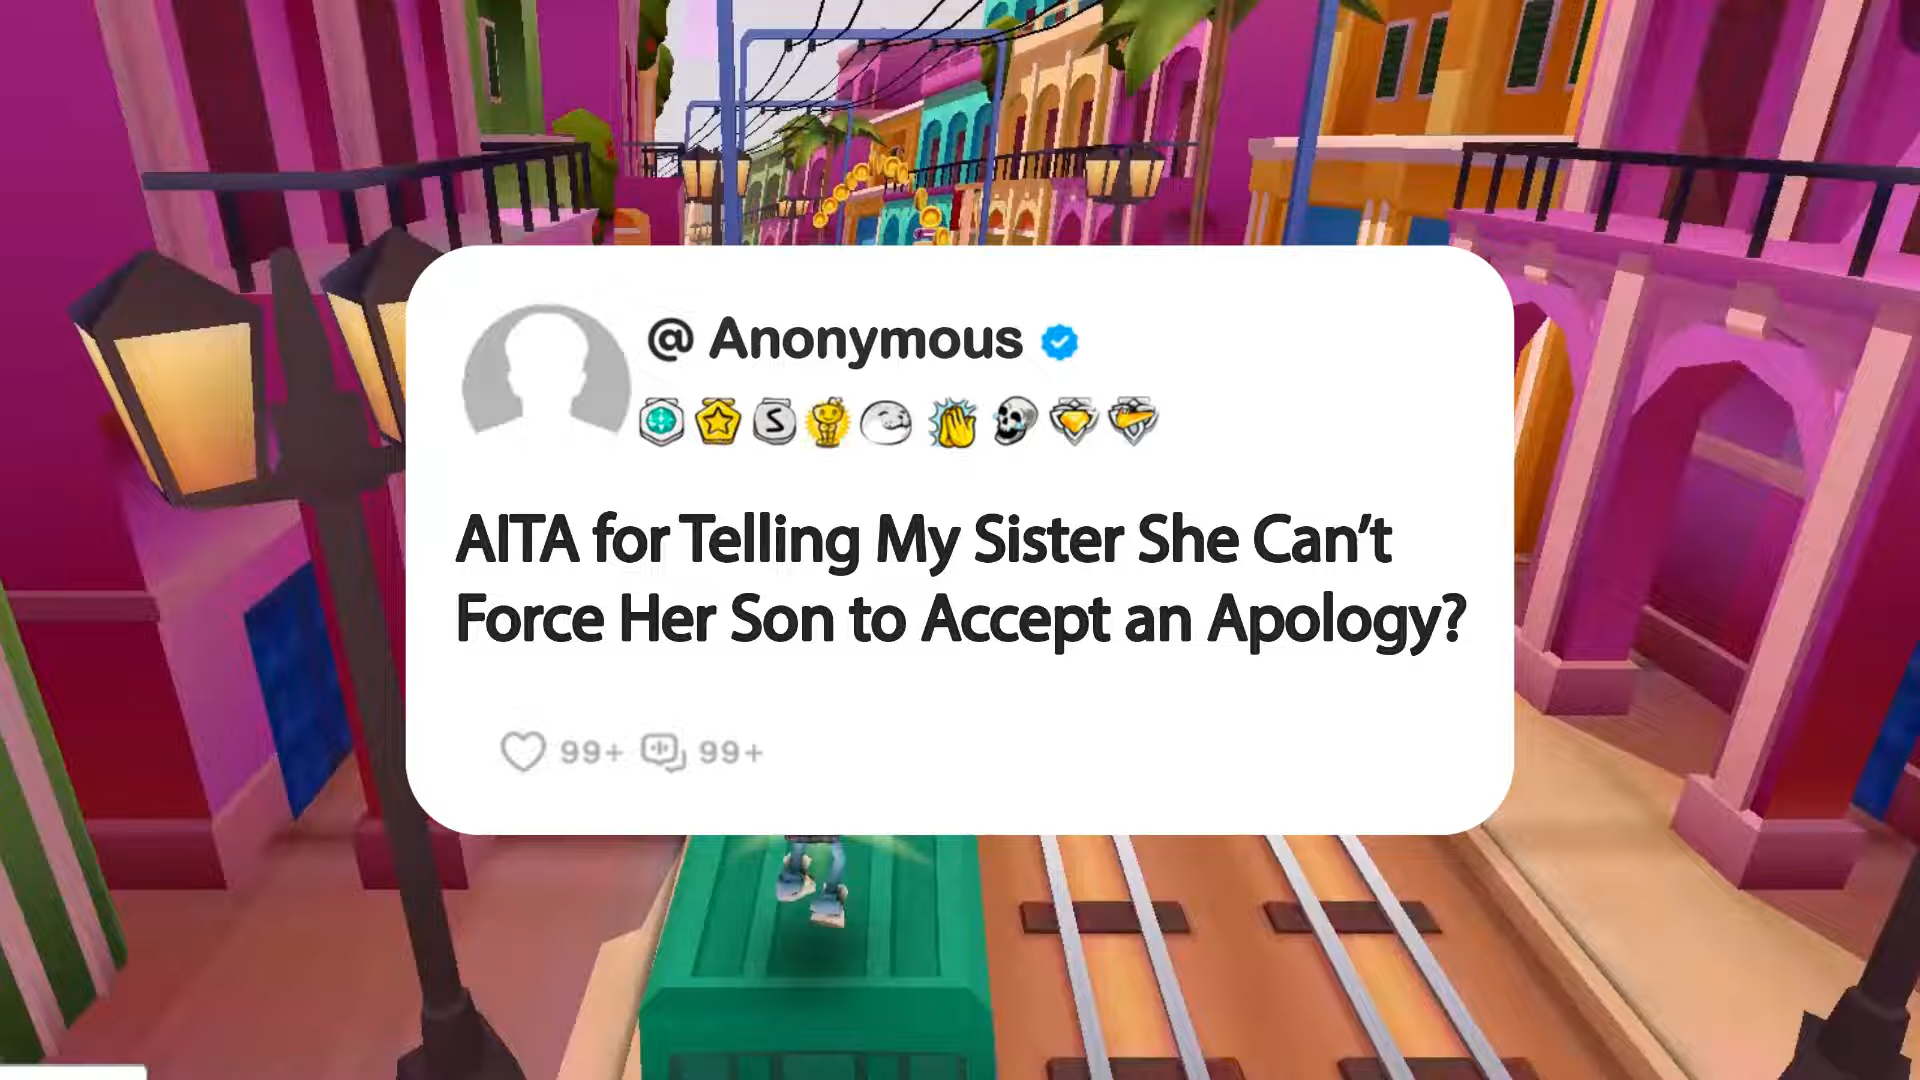 @ Anonymous
AITA for Telling My Sister She Can’t
Force Her Son to Accept an Apology?
99+ 99+